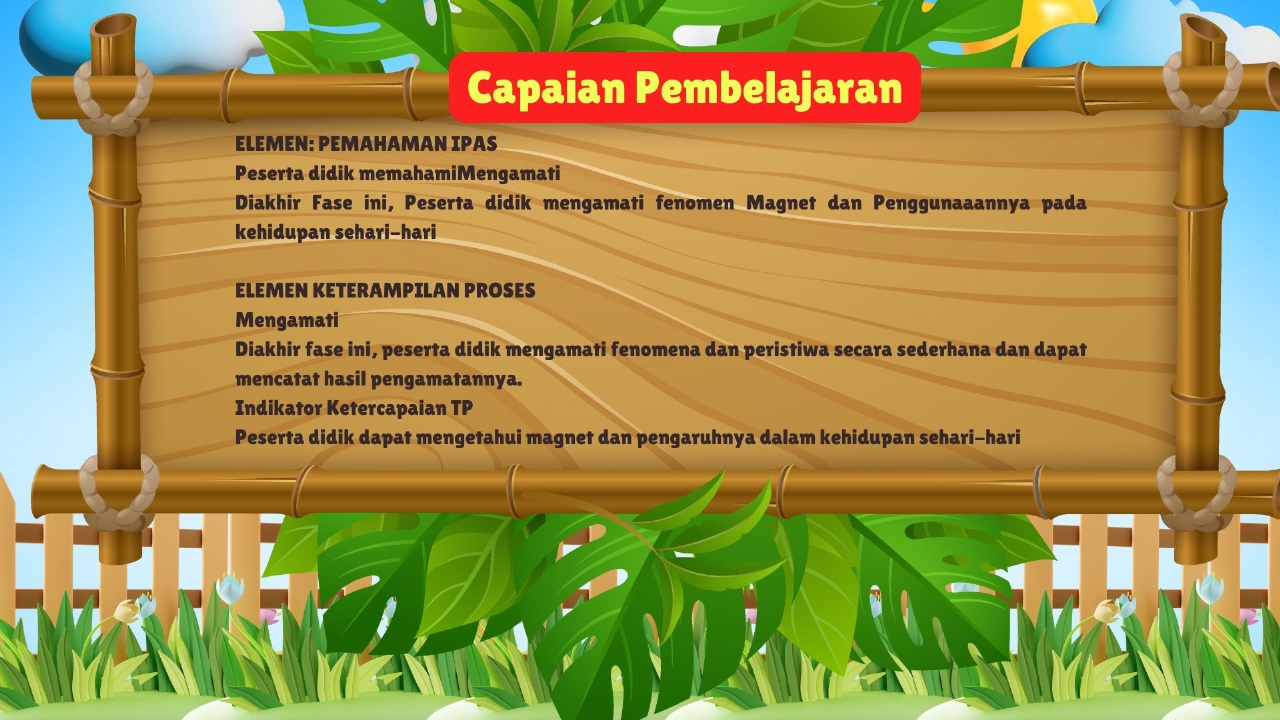 Capaian Pembelajaran
ELEMEN: PEMAHAMAN IPAS
Peserta didik memahamiMengamati
Diakhir Fase ini, Peserta didik mengamati fenomen Magnet dan Penggunaaannya pada
kehidupan sehari-hari
ELEMEN KETERAMPILAN PROSES
Mengamati
Diakhir fase ini, peserta didik mengamati fenomena dan peristiwa secara sederhana dan dapat
mencatat hasil pengamatannya.
Indikator Ketercapaian TP
Peserta didik dapat mengetahui magnet dan pengaruhnya dalam kehidupan sehari-hari